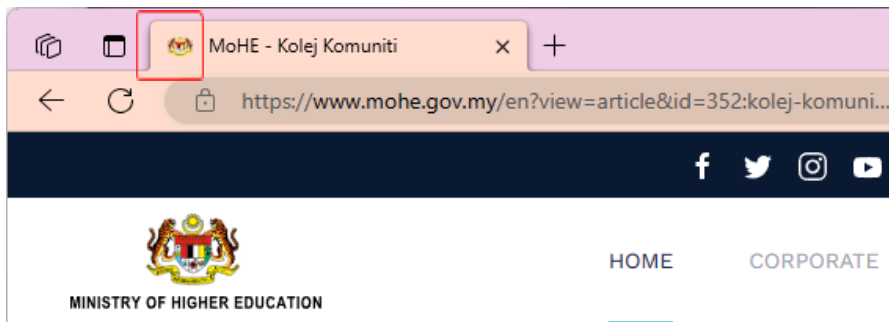 MoHE - Kolej Komuniti
https://www.mohe.gov.my/en?view=article&id=352:kolej-komuni...
HOME CORPORATE
MINISTRY OF HIGHER EDUCATION